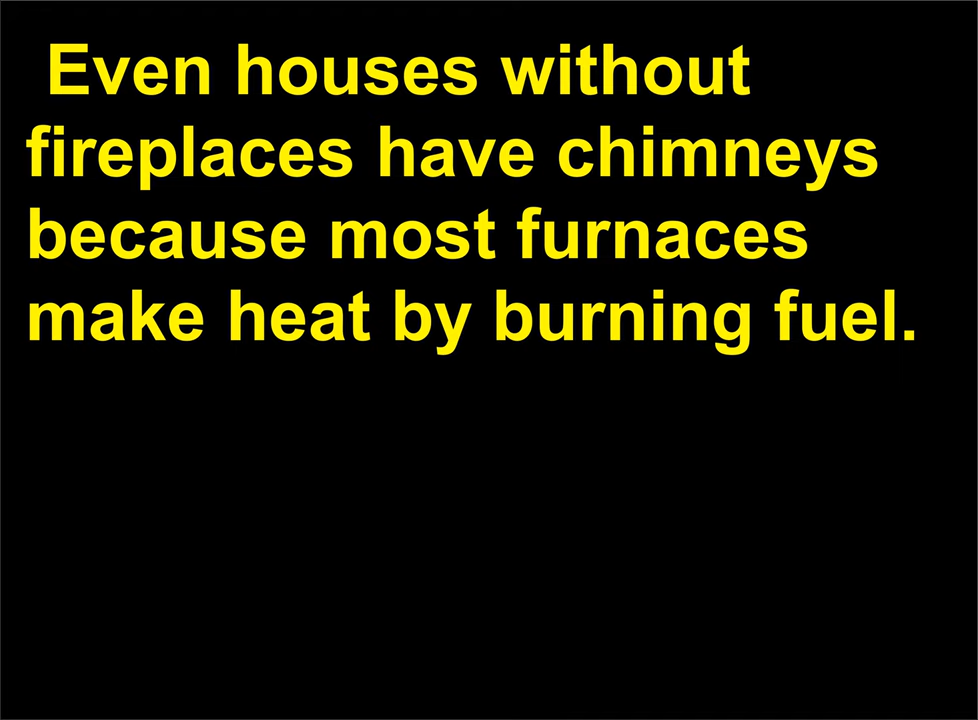 Even houses without
fireplaces have chimneys
because most furnaces
make heat by burning fuel.